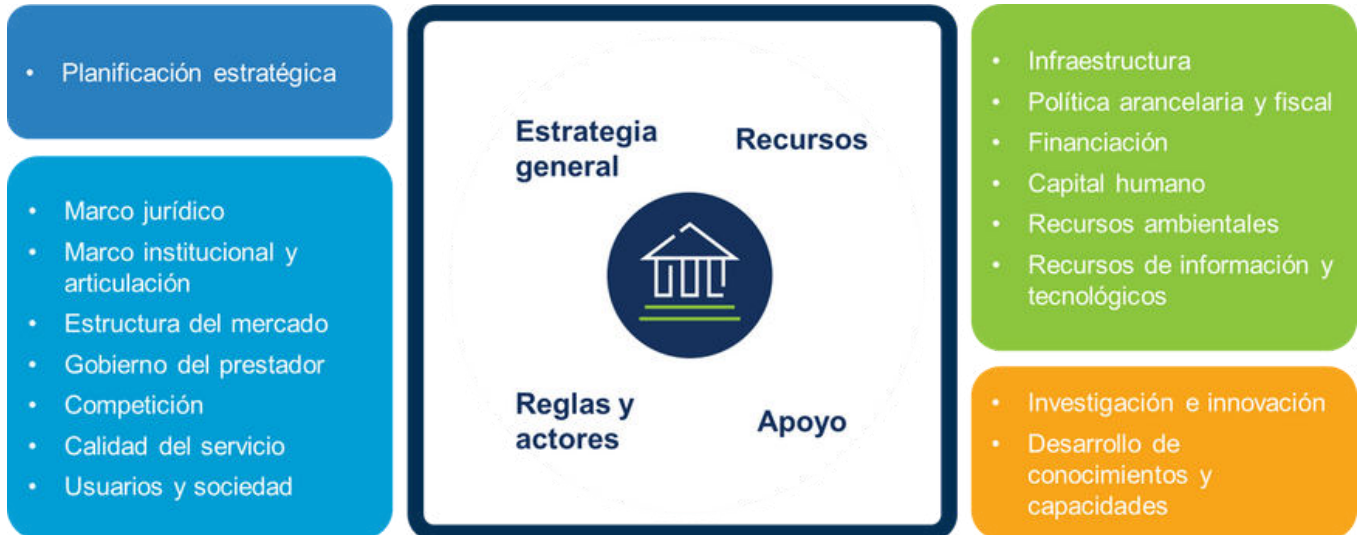 • Planificación estratégica
• Marco jurídico
• Marco institucional y
articulación
• Estructura del mercado
• Gobierno del prestador
• Competición
• Calidad del servicio
• Usuarios y sociedad
Estrategia
general
Recursos
Reglas y
actores
Apoyo
• Infraestructura
• Política arancelaria y fiscal
• Financiación
• Capital humano
• Recursos ambientales
• Recursos de información y
tecnológicos
• Investigación e innovación
• Desarrollo de
conocimientos y
capacidades